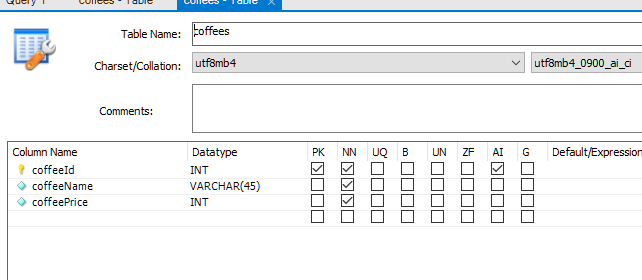 Query 1 coffees - Table coffees - Table ×
Table Name: coffees
Charset/Collation: utf8mb4 utf8mb4_0900_ai_ci
Comments:
Column Name Datatype PK NN UQ B UN ZF AI G Default/Expression
coffeeId INT
coffeeName VARCHAR(45)
coffeePrice INT